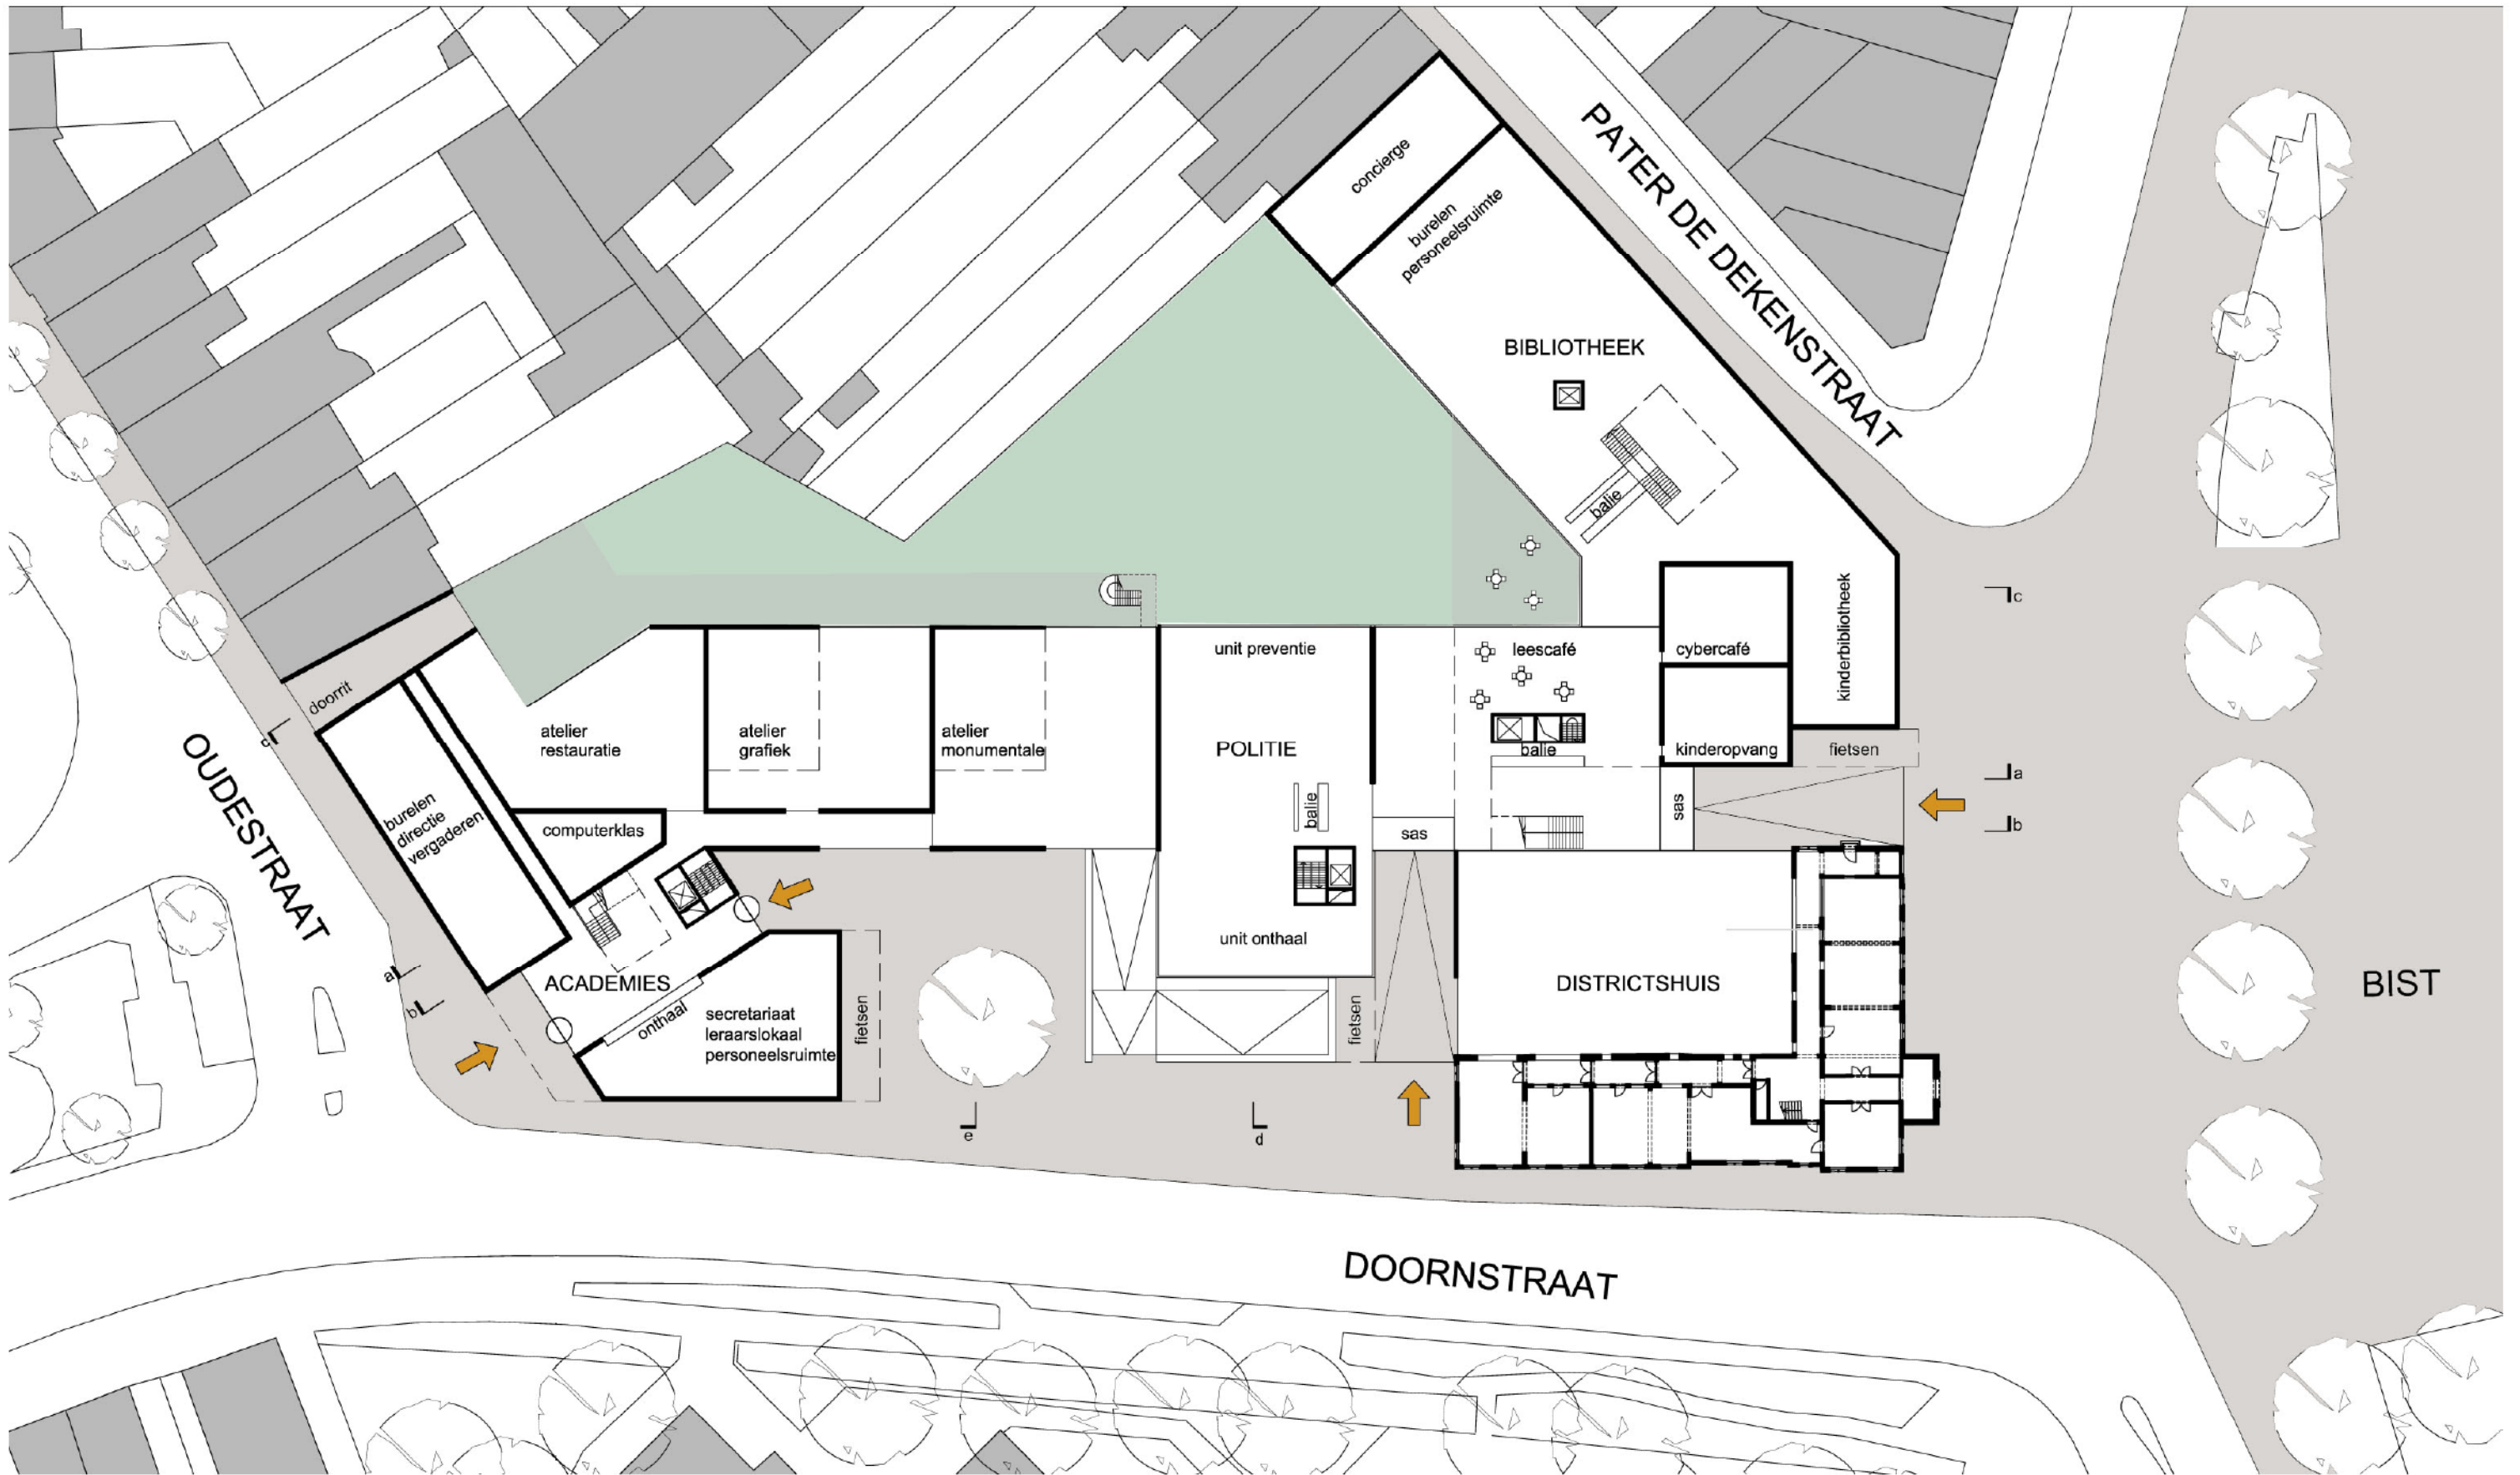 PATER DE DEKENSTRAAT
concierge
burelen
personeelsruimte
BIBLIOTHEEK
balie
kinderbibliotheek
c
unit preventie
leescafé
cybercafé
doorrit
c
OUDESTRAAT
atelier
restauratie
atelier
grafiek
atelier
monumentale
POLITIE
balie
kinderopvang
fietsen
a
burelen
directie
vergaderen
computerklas
balie
sas
sas
b
unit onthaal
a
b
ACADEMIES
onthaal
secretariaat
leraarslokaal
personeelsruimte
fietsen
fietsen
DISTRICTSHUIS
BIST
e
d
DOORNSTRAAT